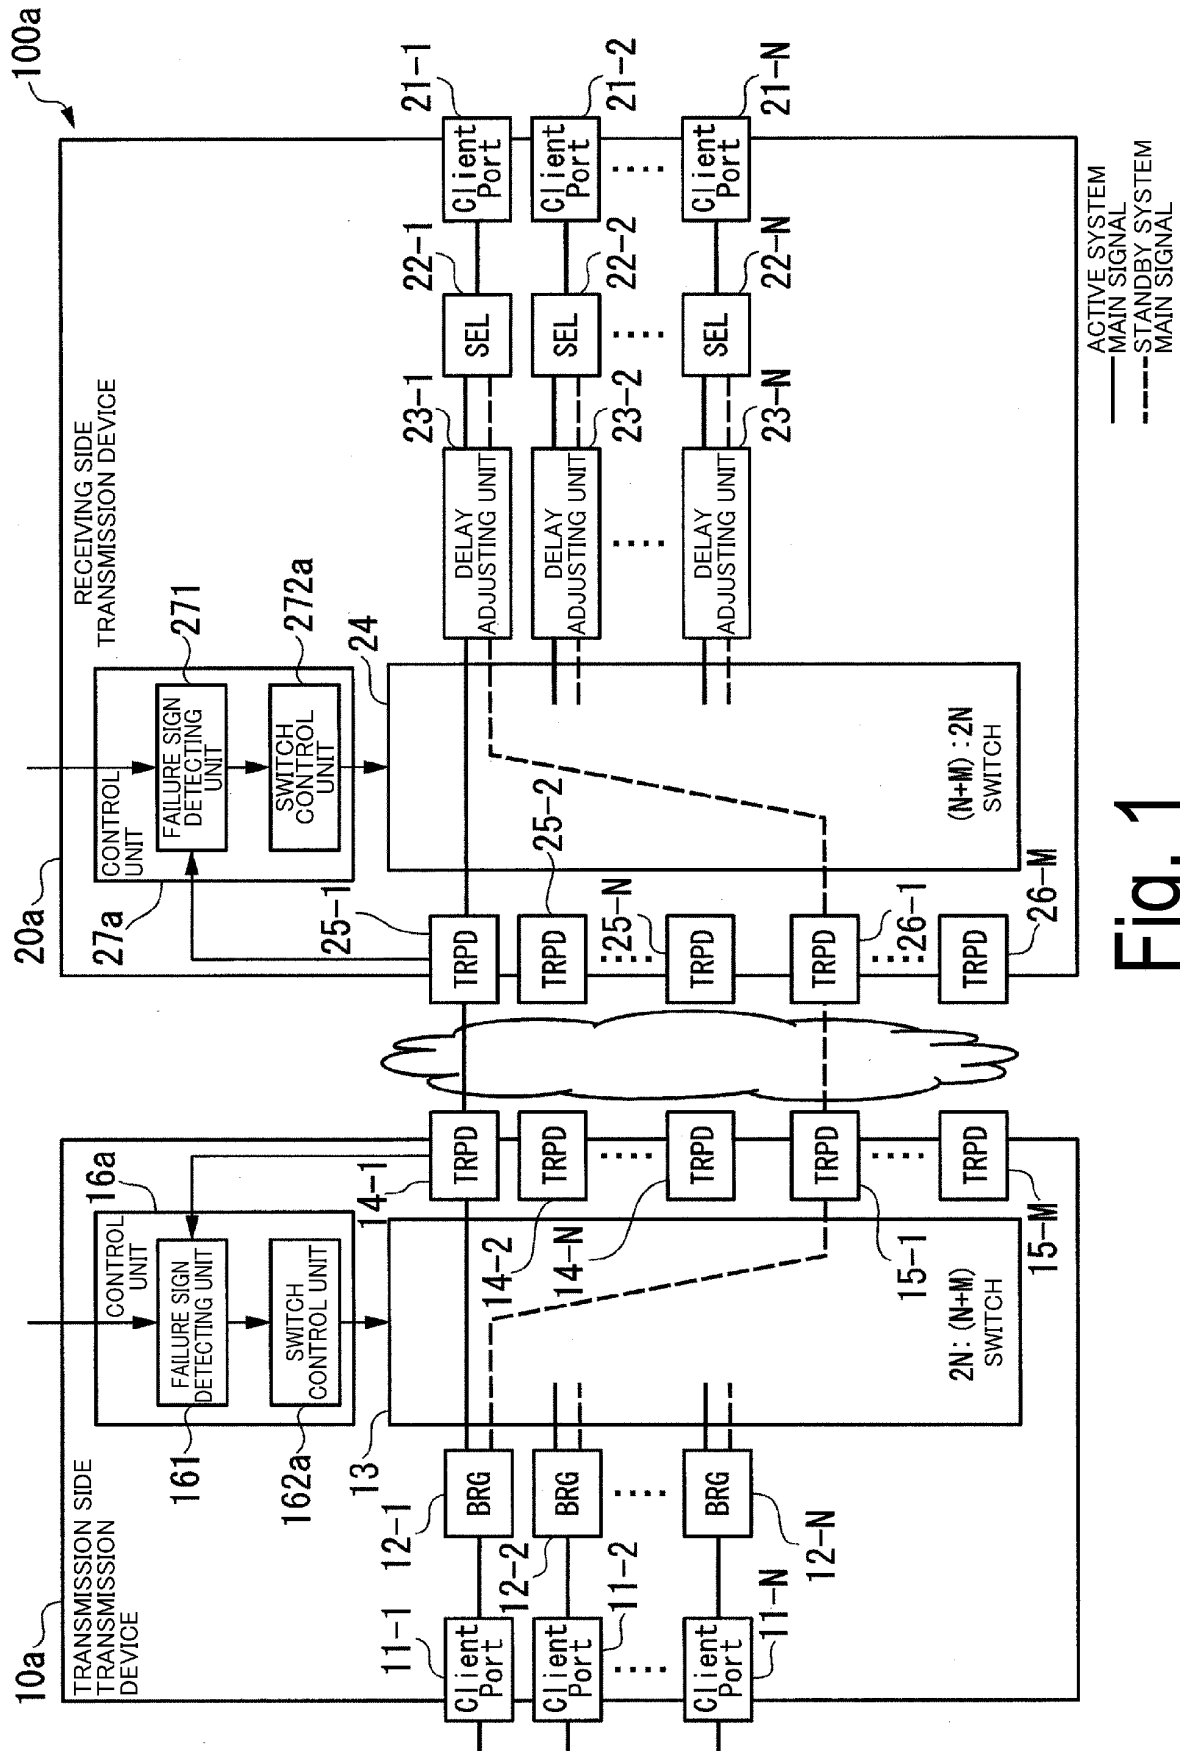 100a
10a
TRANSMISSION SIDE
TRANSMISSION
DEVICE
CONTROL
UNIT
16a
FAILURE SIGN
DETECTING UNIT
161
SWITCH
CONTROL UNIT
162a
13
2N:(N+M)
SWITCH
11-1
Client
Port
11-2
Client
Port
11-N
Client
Port
12-1
BRG
12-2
BRG
12-N
BRG
14-1
TRPD
14-2
TRPD
14-N
TRPD
15-1
TRPD
15-M
TRPD
20a
RECEIVING SIDE
TRANSMISSION DEVICE
27a
CONTROL
UNIT
FAILURE SIGN
DETECTING
UNIT
271
SWITCH
CONTROL
UNIT
272a
24
(N+M):2N
SWITCH
25-1
TRPD
25-2
TRPD
25-N
TRPD
26-1
TRPD
26-M
TRPD
23-1
DELAY
ADJUSTING UNIT
23-2
DELAY
ADJUSTING UNIT
23-N
DELAY
ADJUSTING UNIT
22-1
SEL
22-2
SEL
22-N
SEL
21-1
Client
Port
21-2
Client
Port
21-N
Client
Port
ACTIVE SYSTEM
MAIN SIGNAL
STANDBY SYSTEM
MAIN SIGNAL
Fig. 1